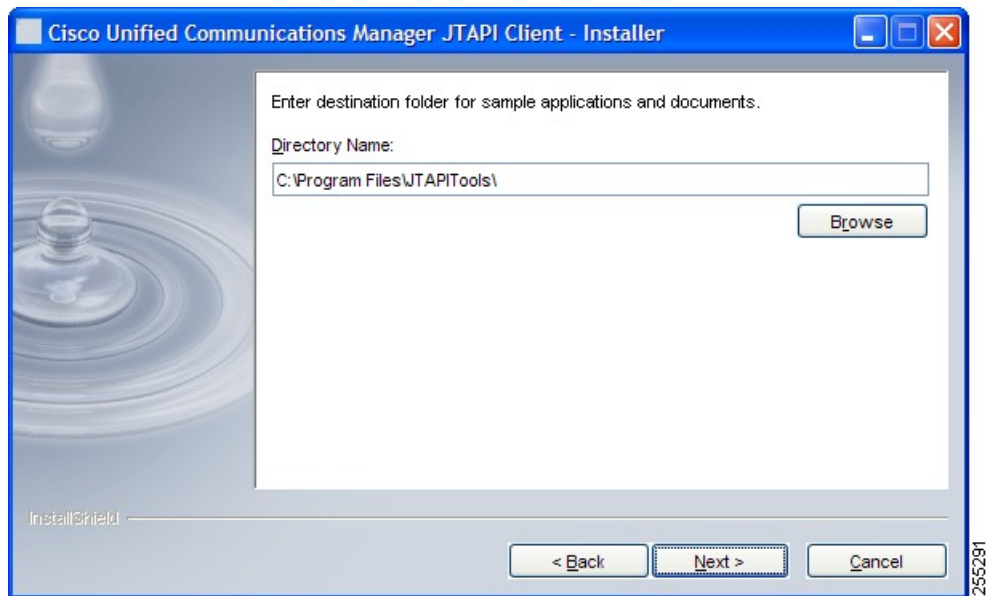 Cisco Unified Communications Manager JTAPI Client - Installer
Enter destination folder for sample applications and documents.
Directory Name:
C:\Program Files\JTAPITools\
Browse
InstallShield
< Back
Next >
Cancel
255291